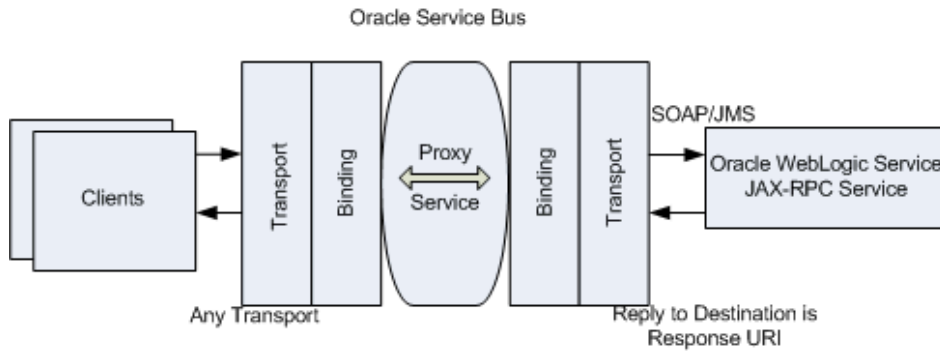 Oracle Service Bus
SOAP/JMS
Clients
Transport
Binding
Proxy
Service
Binding
Transport
Oracle WebLogic Service
JAX-RPC Service
Any Transport
Reply to Destination is
Response URI